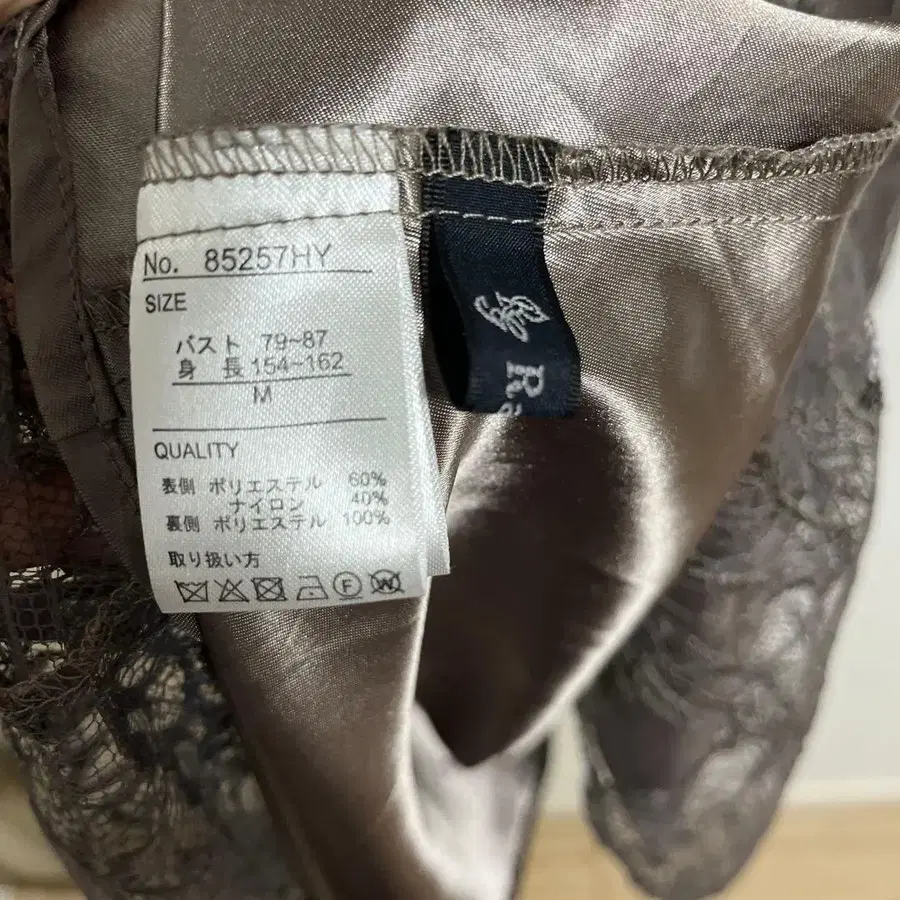 No. 85257HY
SIZE
バスト 79~87
身長 154~162
M
QUALITY
表側 ポリエステル 60%
ナイロン 40%
裏側 ポリエステル 100%
取り扱い方
F
W